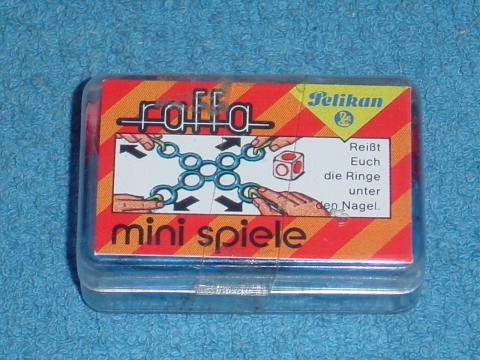 raffa
Pelikan
Reißt
Euch
die Ringe
unter
den Nagel.
mini spiele